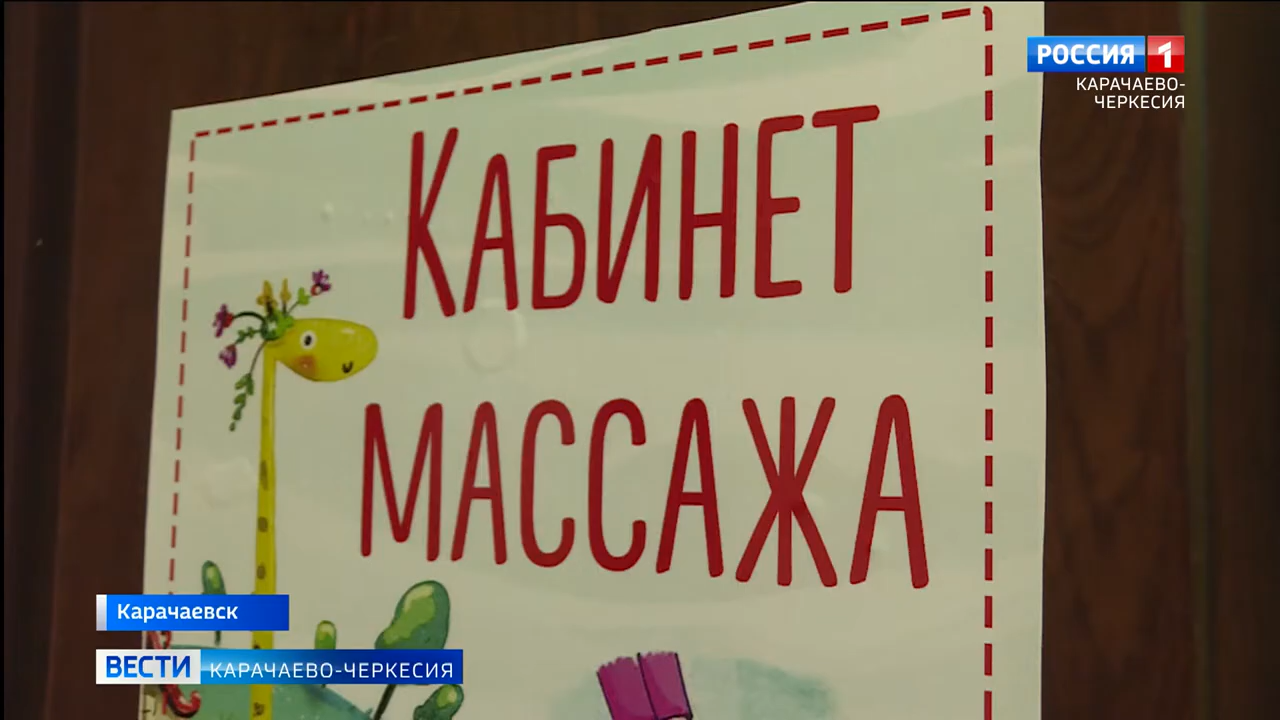 РОССИЯ 1
КАРАЧАЕВО-
ЧЕРКЕСИЯ
КАБИНЕТ
МАССАЖА
Карачаевск
ВЕСТИ КАРАЧАЕВО-ЧЕРКЕСИЯ